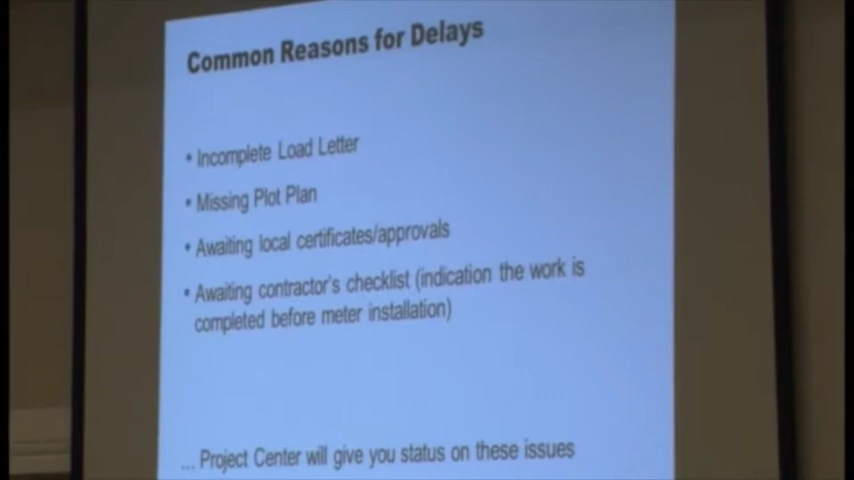 Common Reasons for Delays
• Incomplete Load Letter
• Missing Plot Plan
• Awaiting local certificates/approvals
• Awaiting contractor's checklist (indication the work is
completed before meter installation)
... Project Center will give you status on these issues